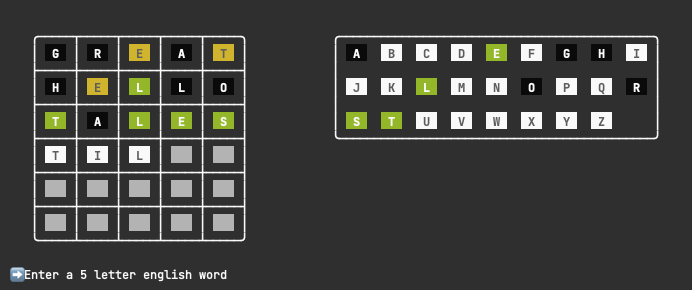 G R E A T
H E L L O
T A L E S
T I L
A B C D E F G H I
J K L M N O P Q R
S T U V W X Y Z
➡️Enter a 5 letter english word